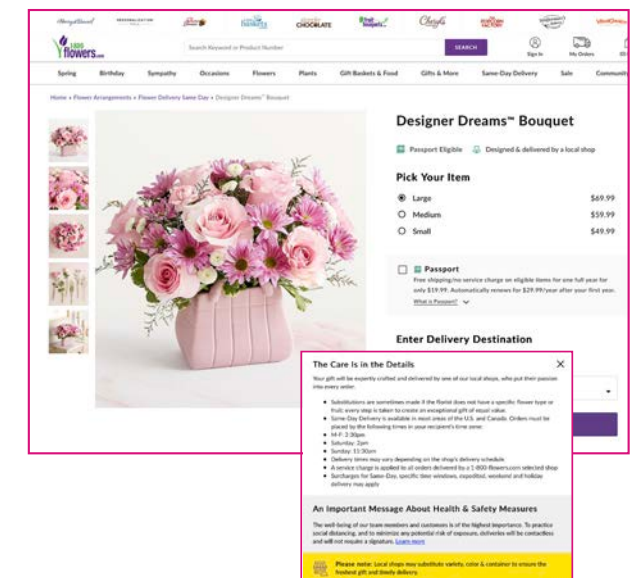 PERSONALIZATION
CHOCOLATE
Cheryl's
1800
flowers.com
Search Keyword or Product Number
SEARCH
Sign In
My Orders
Spring Birthday Sympathy Occasions Flowers Plants Gift Baskets & Food Gifts & More Same-Day Delivery Sale Community
Home • Flower Arrangements • Flower Delivery Same Day • Designer Dreams™ Bouquet
Designer Dreams™ Bouquet
Passport Eligible Designed & delivered by a local shop
Pick Your Item
Large $69.99
Medium $59.99
Small $49.99
Passport
Free shipping/no service charge on eligible items for one full year for
only $19.99. Automatically renews for $29.99/year after your first year.
What is Passport?
Enter Delivery Destination
The Care Is in the Details
Your gift will be expertly crafted and delivered by one of our local shops, who put their passion
into every order.
Substitutions are sometimes made if the florist does not have a specific flower type or
fruit; every step is taken to create an exceptional gift of equal value.
Same-Day Delivery is available in most areas of the U.S. and Canada. Orders must be
placed by the following times in your recipient's time zone:
M-F: 2:30pm
Saturday: 2pm
Sunday: 11:30am
Delivery times may vary depending on the shop's delivery schedule
A service charge is applied to all orders delivered by a 1-800-flowers.com selected shop
Surcharges for Same-Day, specific time windows, expedited, weekend and holiday
delivery may apply
An Important Message About Health & Safety Measures
The well-being of our team members and customers is of the highest importance. To practice
social distancing, and to minimize any potential risk of exposure, deliveries will be contactless
and will not require a signature. Learn more
Please note: Local shops may substitute variety, color & container to ensure the
freshest gift and timely delivery.